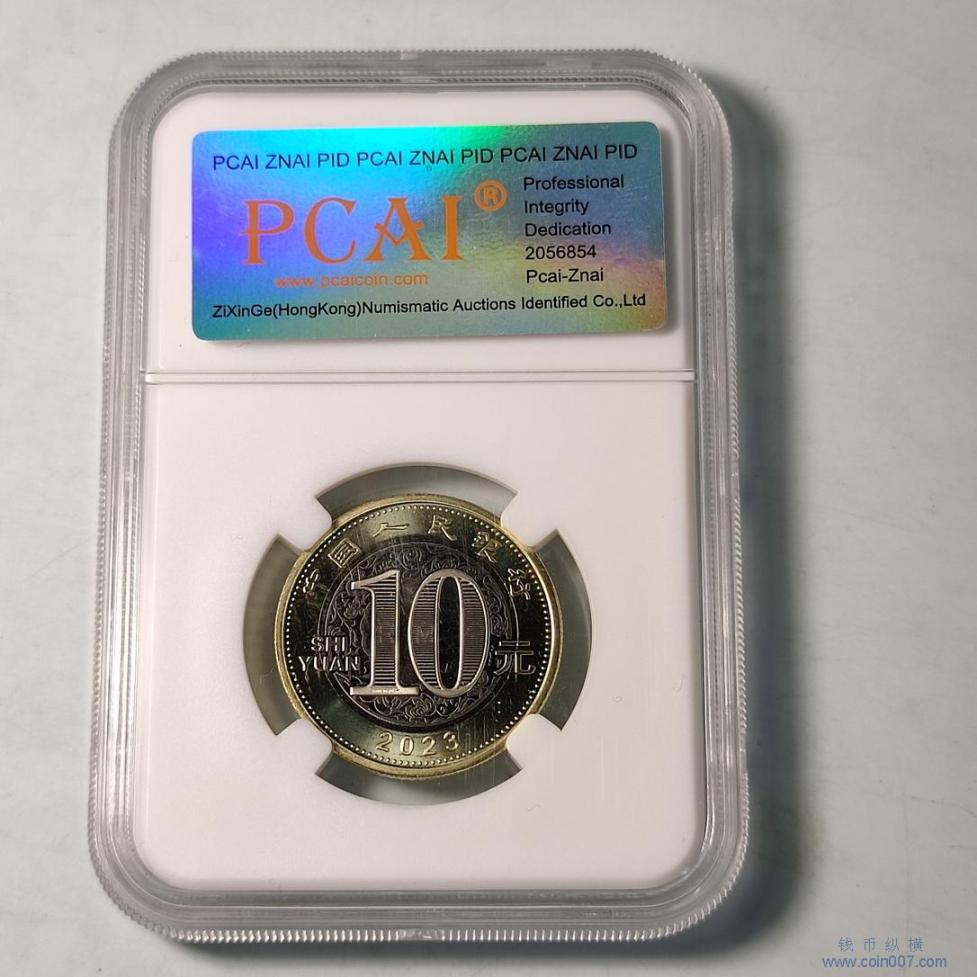 PCAI ZNAI PID PCAI ZNAI PID PCAI ZNAI PID
PCAI®
www.pcaicoin.com
Professional
Integrity
Dedication
2056854
Pcai-Znai
ZiXinGe(HongKong)Numismatic Auctions Identified Co.,Ltd
中国人民银行
10
SHI
YUAN
元
2023
钱币纵横
www.coin007.com